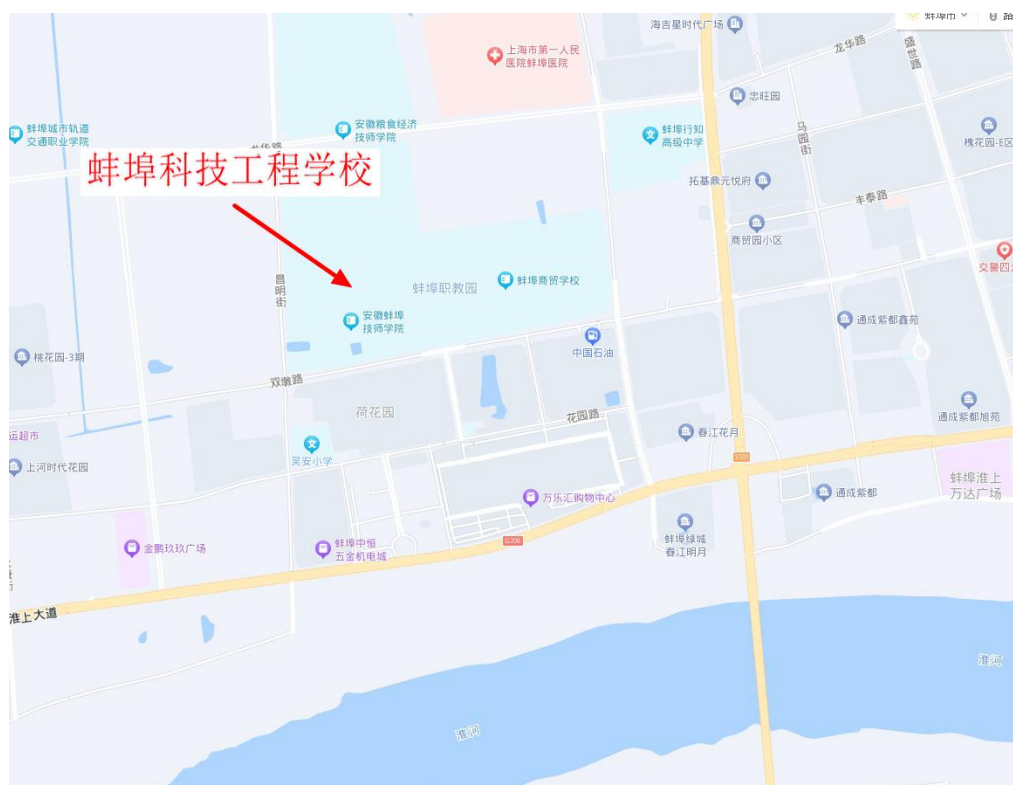 海吉星时代广场
蚌埠市
上海市第一人民
医院蚌埠医院
龙华路
盛世路
忠旺园
蚌埠城市轨道
交通职业学院
安徽粮食经济
技师学院
蚌埠行知
高级中学
马园街
槐花园-E区
龙华路
蚌埠科技工程学校
拓基鼎元悦府
丰泰路
商贸园小区
交警四大
昌明街
蚌埠职教园
蚌埠商贸学校
安徽蚌埠
技师学院
通成紫都鑫苑
中国石油
桃花园-3期
双墩路
荷花园
花园路
通成紫都旭苑
运超市
吴安小学
春江花月
上河时代花园
S101
蚌埠淮上
万达广场
通成紫都
万乐汇购物中心
蚌埠绿城
春江明月
金鹏玖玖广场
蚌埠中恒
五金机电城
G206
淮上大道
淮河
淮河